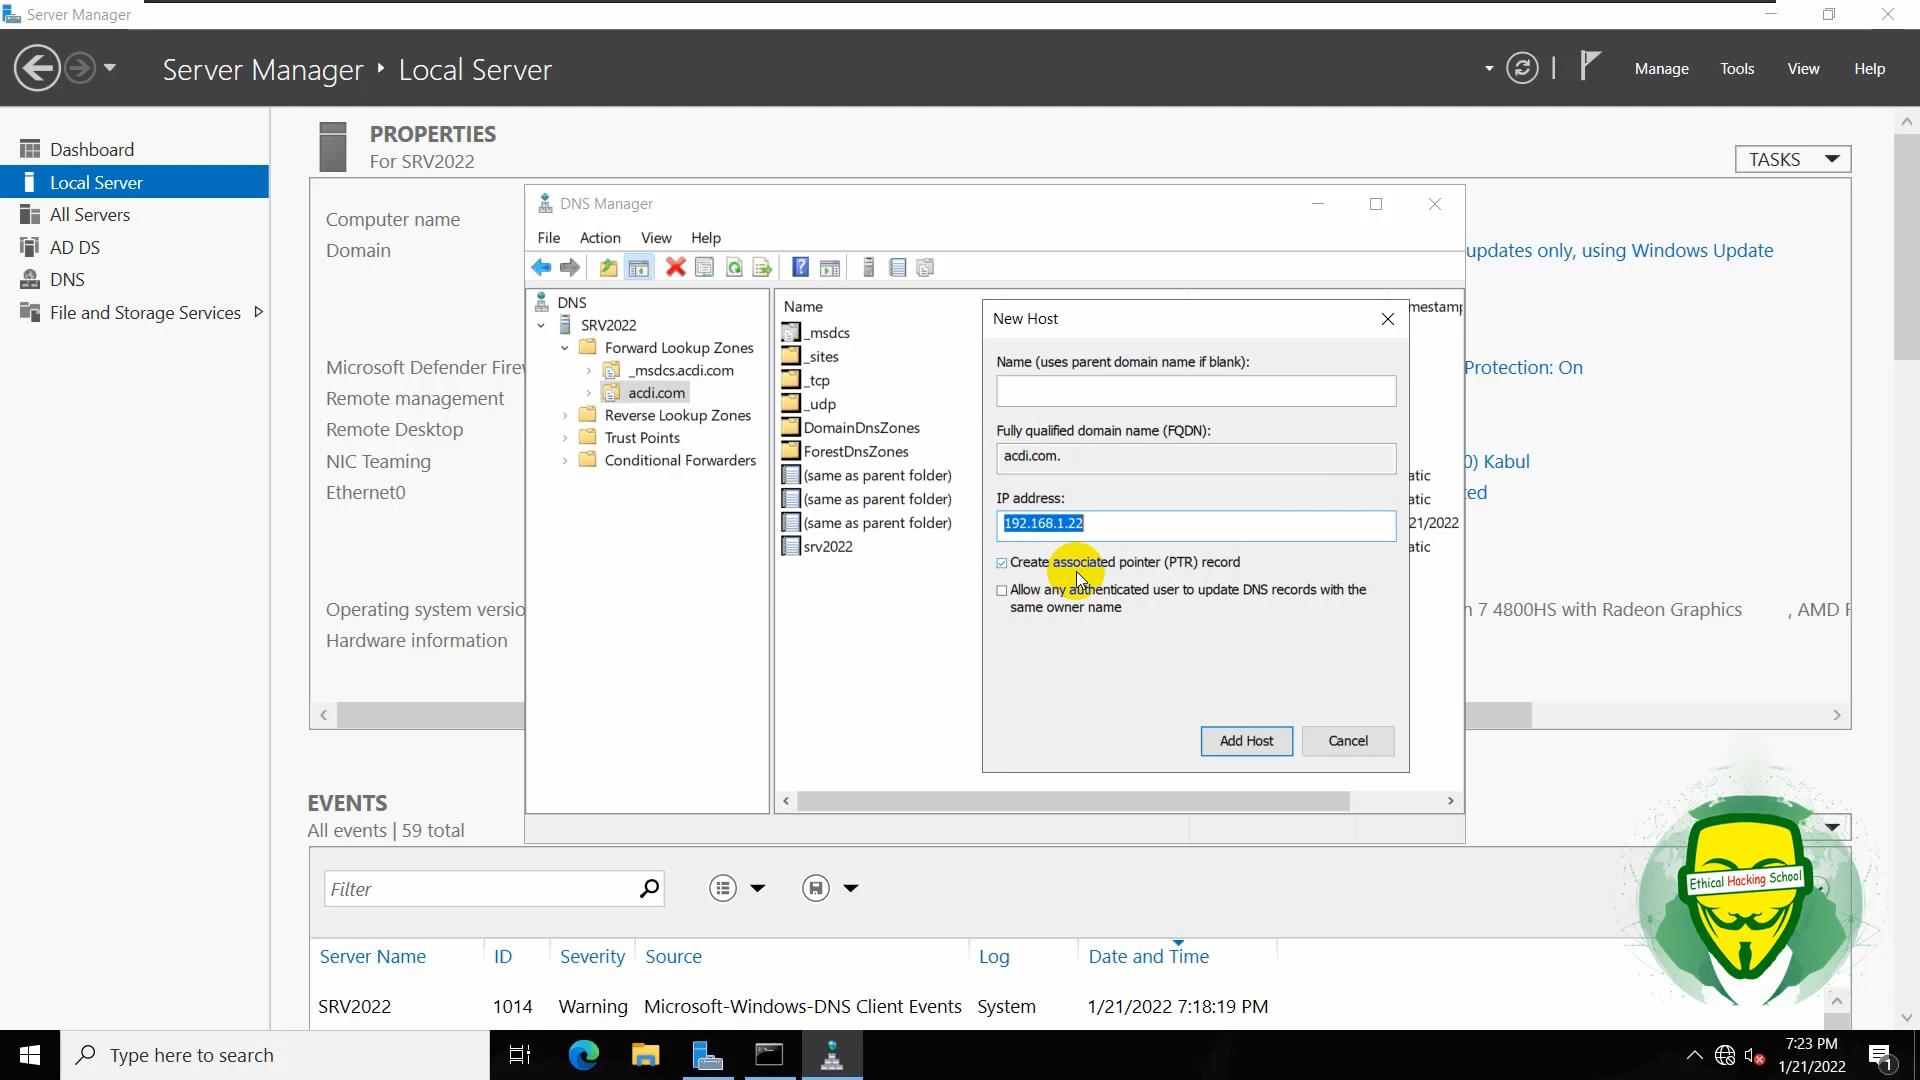 Server Manager
Server Manager ‣ Local Server
Manage
Tools
View
Help
Dashboard
Local Server
All Servers
AD DS
DNS
File and Storage Services
PROPERTIES
For SRV2022
TASKS
Computer name
Domain
Microsoft Defender Fire
Remote management
Remote Desktop
NIC Teaming
Ethernet0
Operating system versio
Hardware information
updates only, using Windows Update
Protection: On
0) Kabul
ed
n 7 4800HS with Radeon Graphics , AMD
DNS Manager
File
Action
View
Help
DNS
SRV2022
Forward Lookup Zones
_msdcs.acdi.com
acdi.com
Reverse Lookup Zones
Trust Points
Conditional Forwarders
Name
mestamp
_msdcs
_sites
_tcp
_udp
DomainDnsZones
ForestDnsZones
(same as parent folder)
atic
(same as parent folder)
atic
(same as parent folder)
21/2022
srv2022
atic
New Host
Name (uses parent domain name if blank):
Fully qualified domain name (FQDN):
acdi.com.
IP address:
192.168.1.22
Create associated pointer (PTR) record
Allow any authenticated user to update DNS records with the
same owner name
Add Host
Cancel
EVENTS
All events | 59 total
Filter
Server Name
ID
Severity
Source
Log
Date and Time
SRV2022
1014
Warning
Microsoft-Windows-DNS Client Events
System
1/21/2022 7:18:19 PM
Ethical Hacking School
Type here to search
7:23 PM
1/21/2022
1